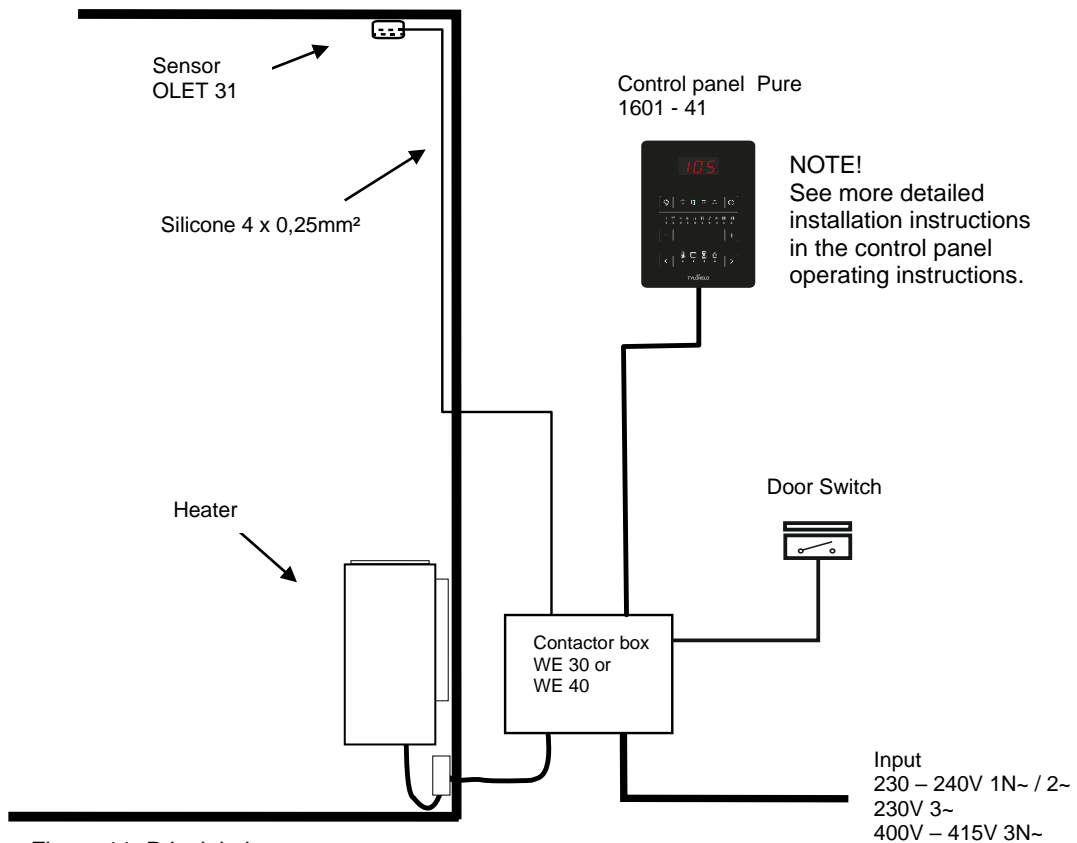 Sensor
OLET 31
Control panel Pure
1601 - 41
105
NOTE!
See more detailed
installation instructions
in the control panel
operating instructions.
TYLÖHELO
Silicone 4 x 0,25mm²
Heater
Door Switch
Contactor box
WE 30 or
WE 40
Input
230 – 240V 1N~ / 2~
230V 3~
400V – 415V 3N~